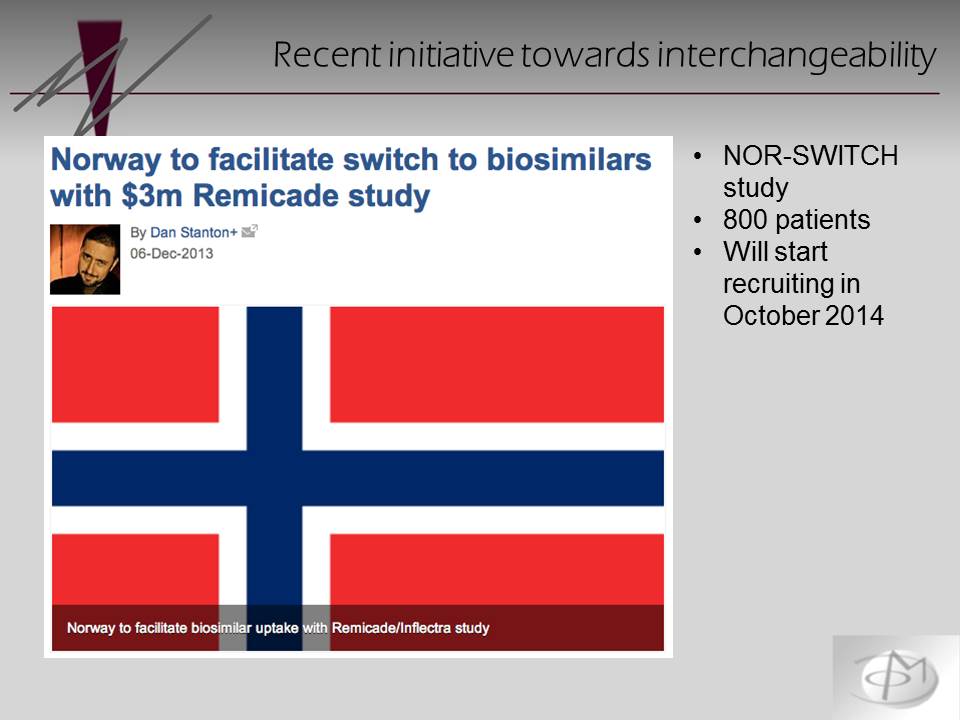 Recent initiative towards interchangeability
Norway to facilitate switch to biosimilars
with $3m Remicade study
By Dan Stanton+
06-Dec-2013
Norway to facilitate biosimilar uptake with Remicade/Inflectra study
• NOR-SWITCH
study
• 800 patients
• Will start
recruiting in
October 2014